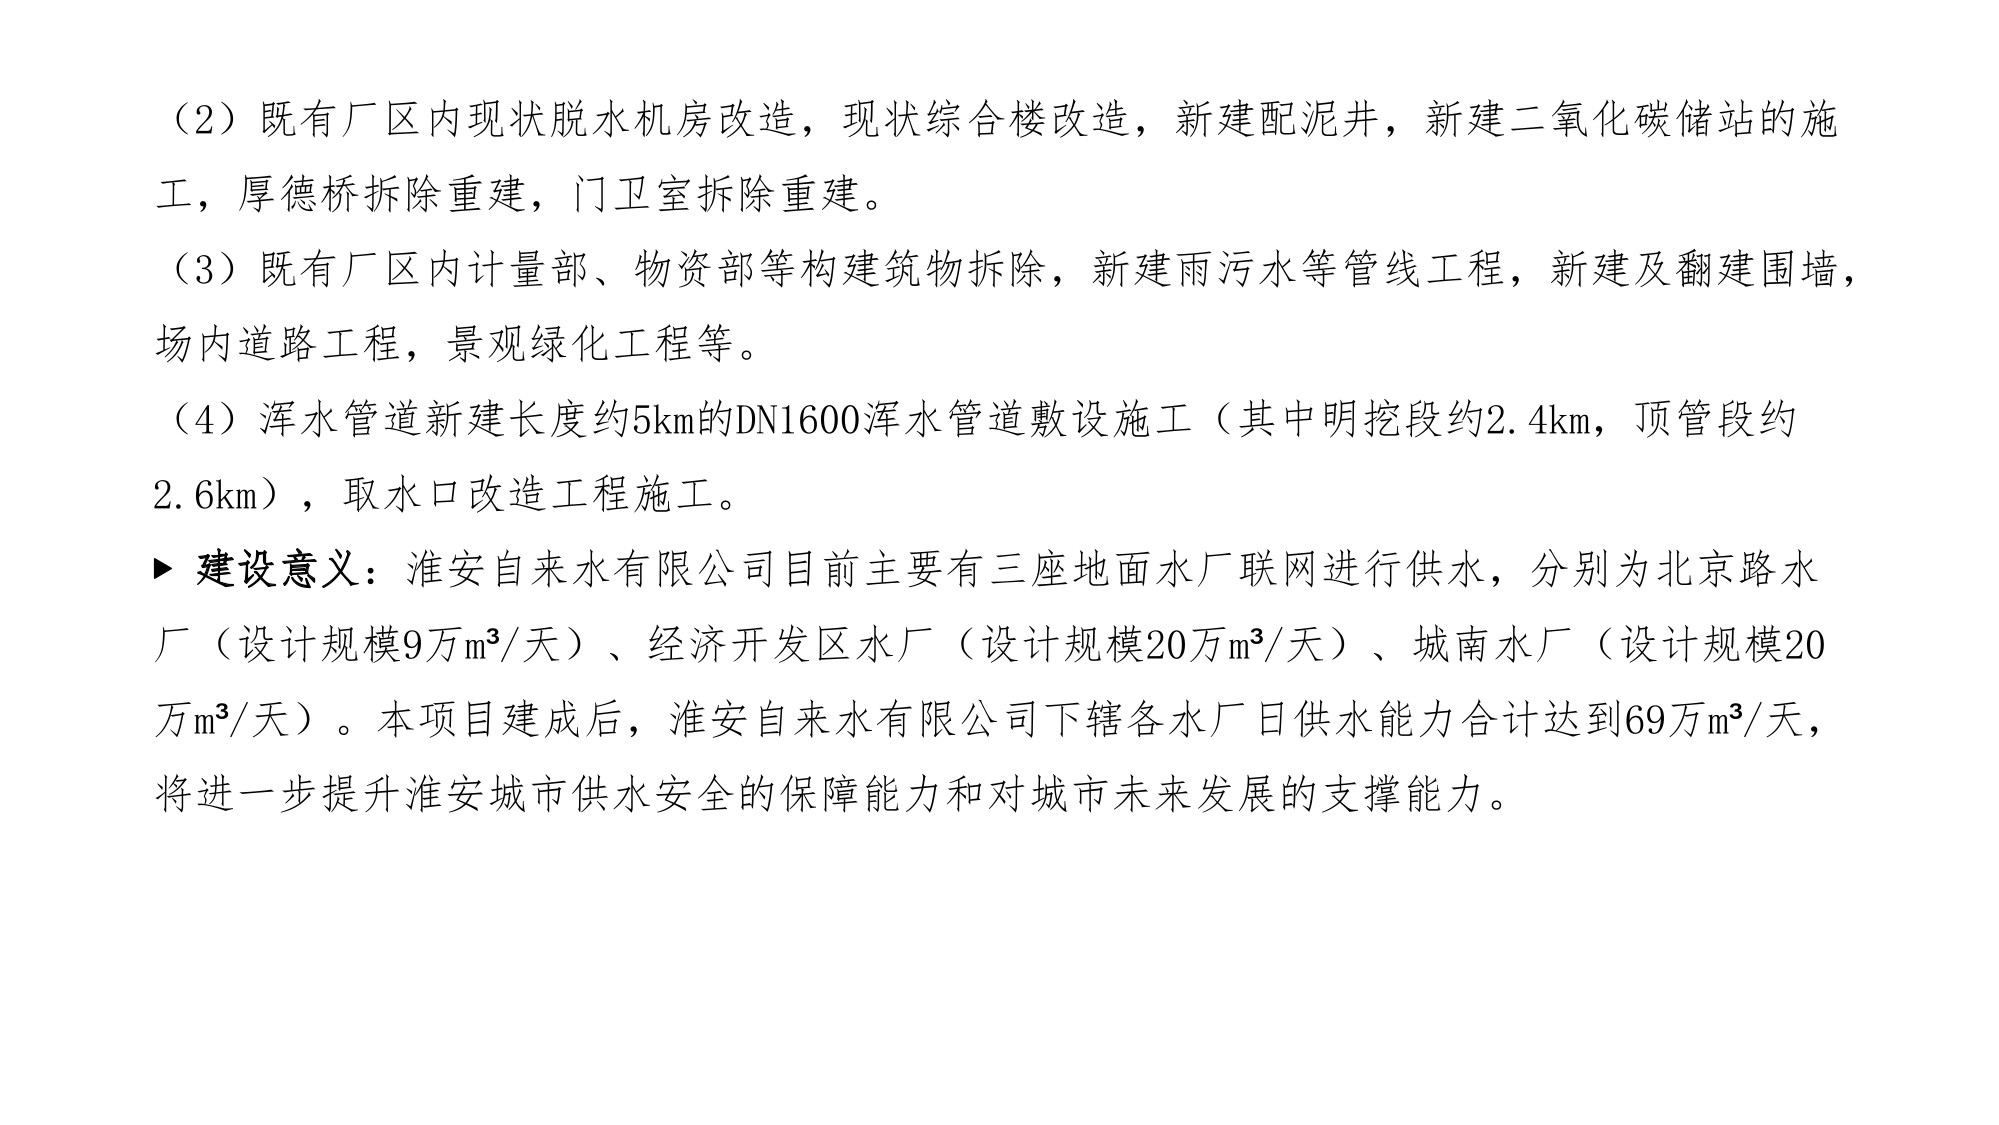 （2）既有厂区内现状脱水机房改造，现状综合楼改造，新建配泥井，新建二氧化碳储站的施
工，厚德桥拆除重建，门卫室拆除重建。
（3）既有厂区内计量部、物资部等构建筑物拆除，新建雨污水等管线工程，新建及翻建围墙，
场内道路工程，景观绿化工程等。
（4）浑水管道新建长度约5km的DN1600浑水管道敷设施工（其中明挖段约2.4km，顶管段约
2.6km），取水口改造工程施工。
▶ 建设意义：淮安自来水有限公司目前主要有三座地面水厂联网进行供水，分别为北京路水
厂（设计规模9万m³/天）、经济开发区水厂（设计规模20万m³/天）、城南水厂（设计规模20
万m³/天）。本项目建成后，淮安自来水有限公司下辖各水厂日供水能力合计达到69万m³/天，
将进一步提升淮安城市供水安全的保障能力和对城市未来发展的支撑能力。